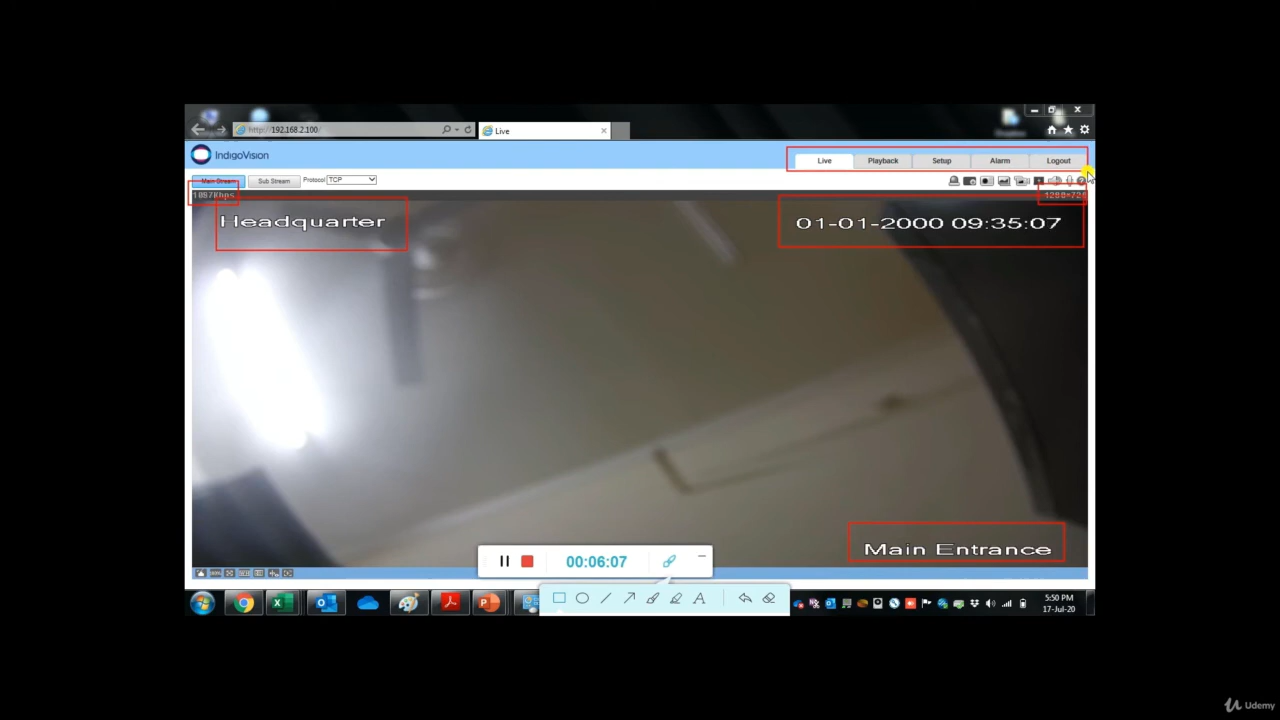 http://192.168.2.100
Live
IndigoVision
Live Playback Setup Alarm Logout
Main Stream Sub Stream Protocol TCP
1087Kbps
Headquarter
01-01-2000 09:35:07
Main Entrance
00:06:07
A
5:50 PM
17-Jul-20
Udemy